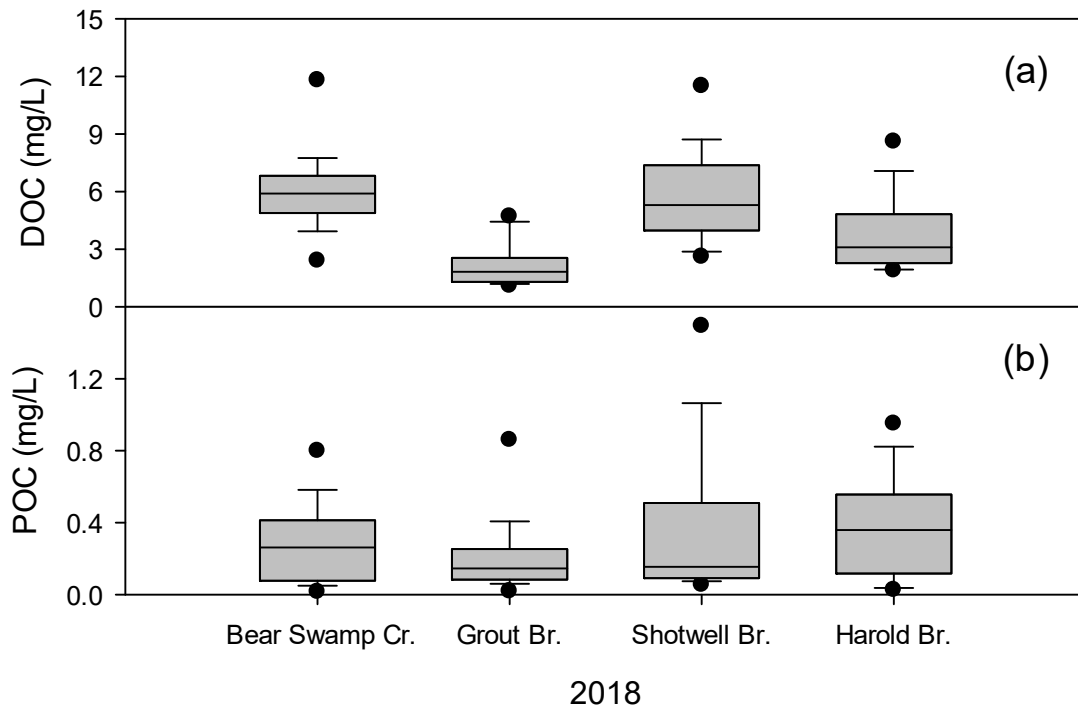 15
12
9
6
3
0
DOC (mg/L)
(a)
1.2
0.8
0.4
0.0
POC (mg/L)
(b)
Bear Swamp Cr.
Grout Br.
Shotwell Br.
Harold Br.
2018